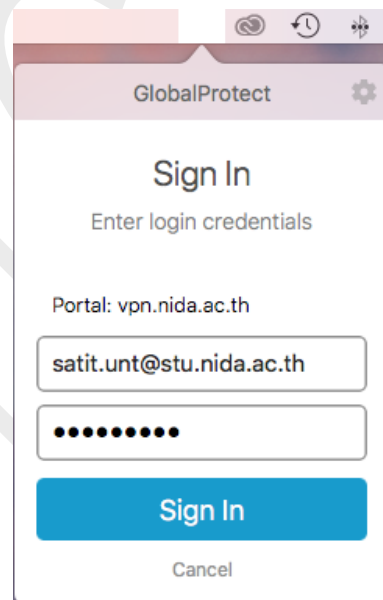 GlobalProtect
Sign In
Enter login credentials
Portal: vpn.nida.ac.th
satit.unt@stu.nida.ac.th
•••••••••
Sign In
Cancel